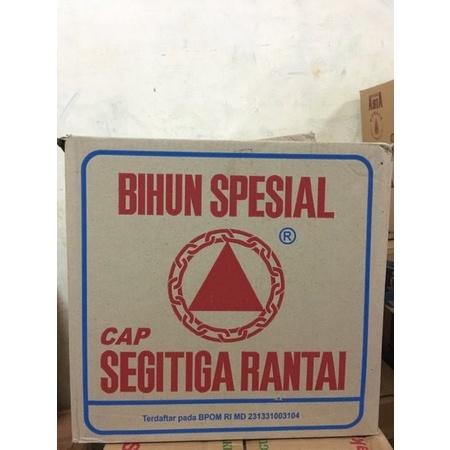 BIHUN SPESIAL
®
CAP
SEGITIGA RANTAI
Terdaftar pada BPOM RI MD 231331003104